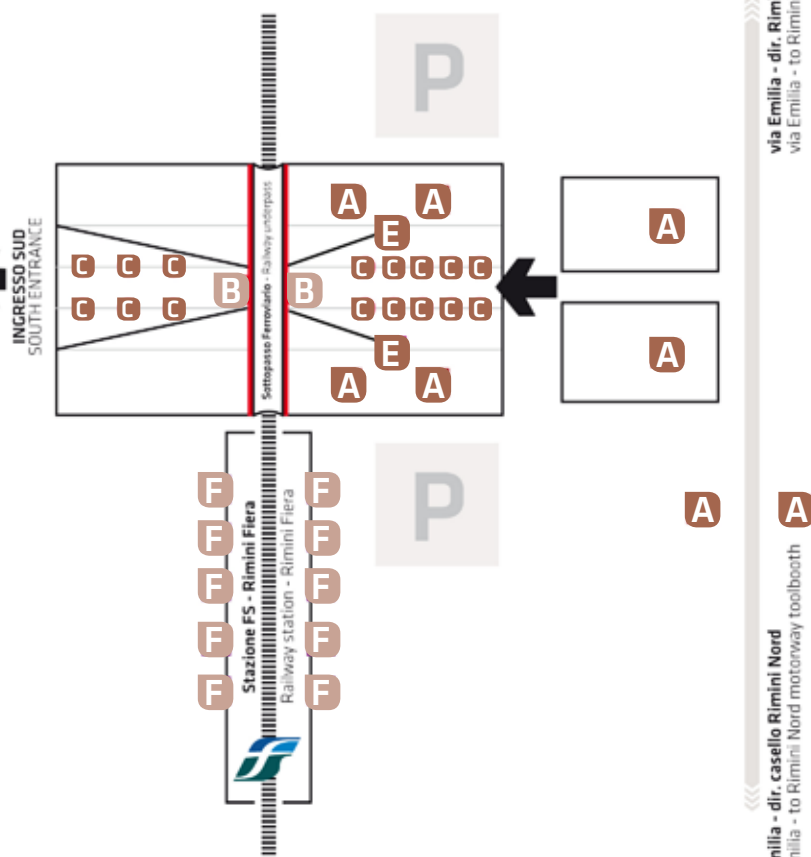 P
via Emilia - dir. Rim
via Emilia - to Rimin
INGRESSO SUD
SOUTH ENTRANCE
Sottopasso Ferroviario - Railway underpass
A A
A
E
C C C C C C C C
B B
C C C C C C C C
E
A
A A
P
A A
F F
F F
F F
F F
F F
Stazione FS - Rimini Fiera
Railway station - Rimini Fiera
milia - dir. casello Rimini Nord
milia - to Rimini Nord motorway toolbooth